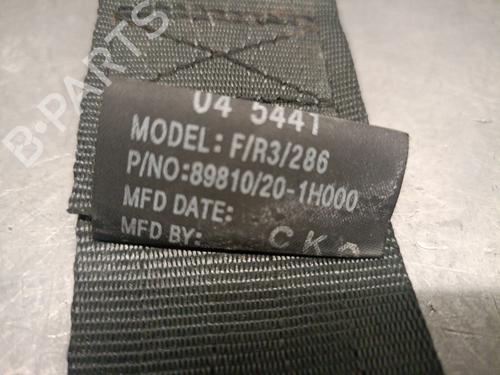 04 5441
MODEL: F/R3/286
P/NO: 89810/20-1H000
MFD DATE:
MFD BY:
B-PARTS